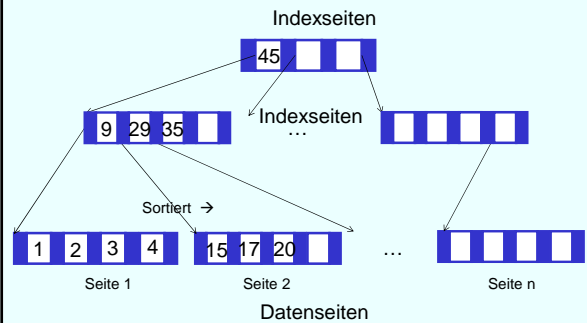 Indexseiten
45
Indexseiten
9 29 35
…
Sortiert →
1 2 3 4
15 17 20
…
Seite 1
Seite 2
Seite n
Datenseiten